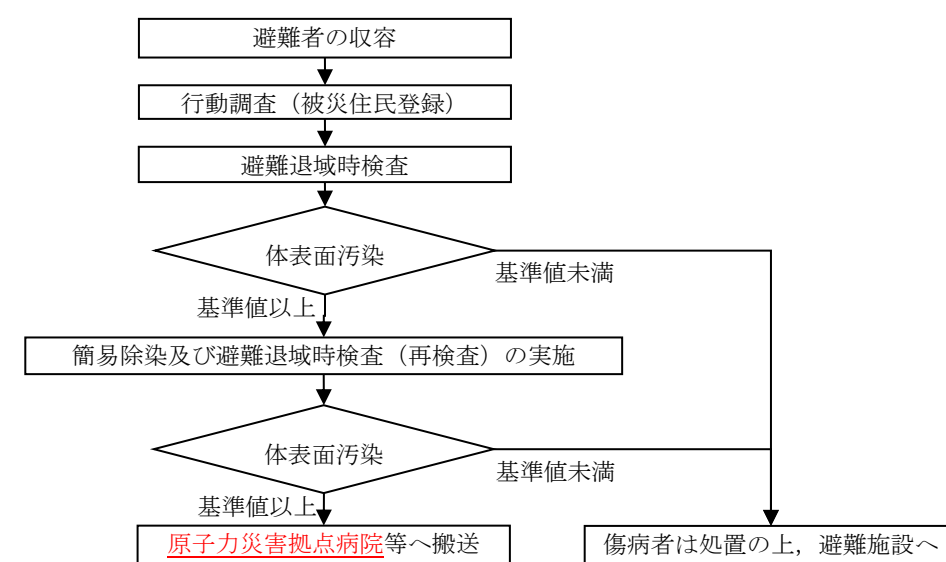 避難者の収容
行動調査（被災住民登録）
避難退域時検査
体表面汚染
基準値未満
基準値以上
簡易除染及び避難退域時検査（再検査）の実施
体表面汚染
基準値未満
基準値以上
原子力災害拠点病院等へ搬送
傷病者は処置の上，避難施設へ